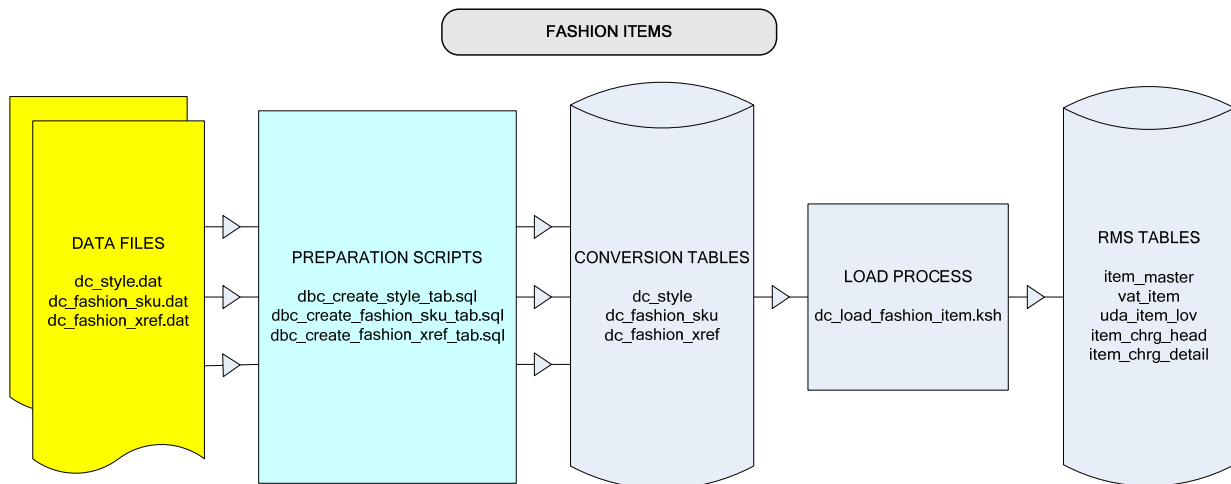 FASHION ITEMS
DATA FILES
dc_style.dat
dc_fashion_sku.dat
dc_fashion_xref.dat
PREPARATION SCRIPTS
dbc_create_style_tab.sql
dbc_create_fashion_sku_tab.sql
dbc_create_fashion_xref_tab.sql
CONVERSION TABLES
dc_style
dc_fashion_sku
dc_fashion_xref
LOAD PROCESS
dc_load_fashion_item.ksh
RMS TABLES
item_master
vat_item
uda_item_lov
item_chrg_head
item_chrg_detail